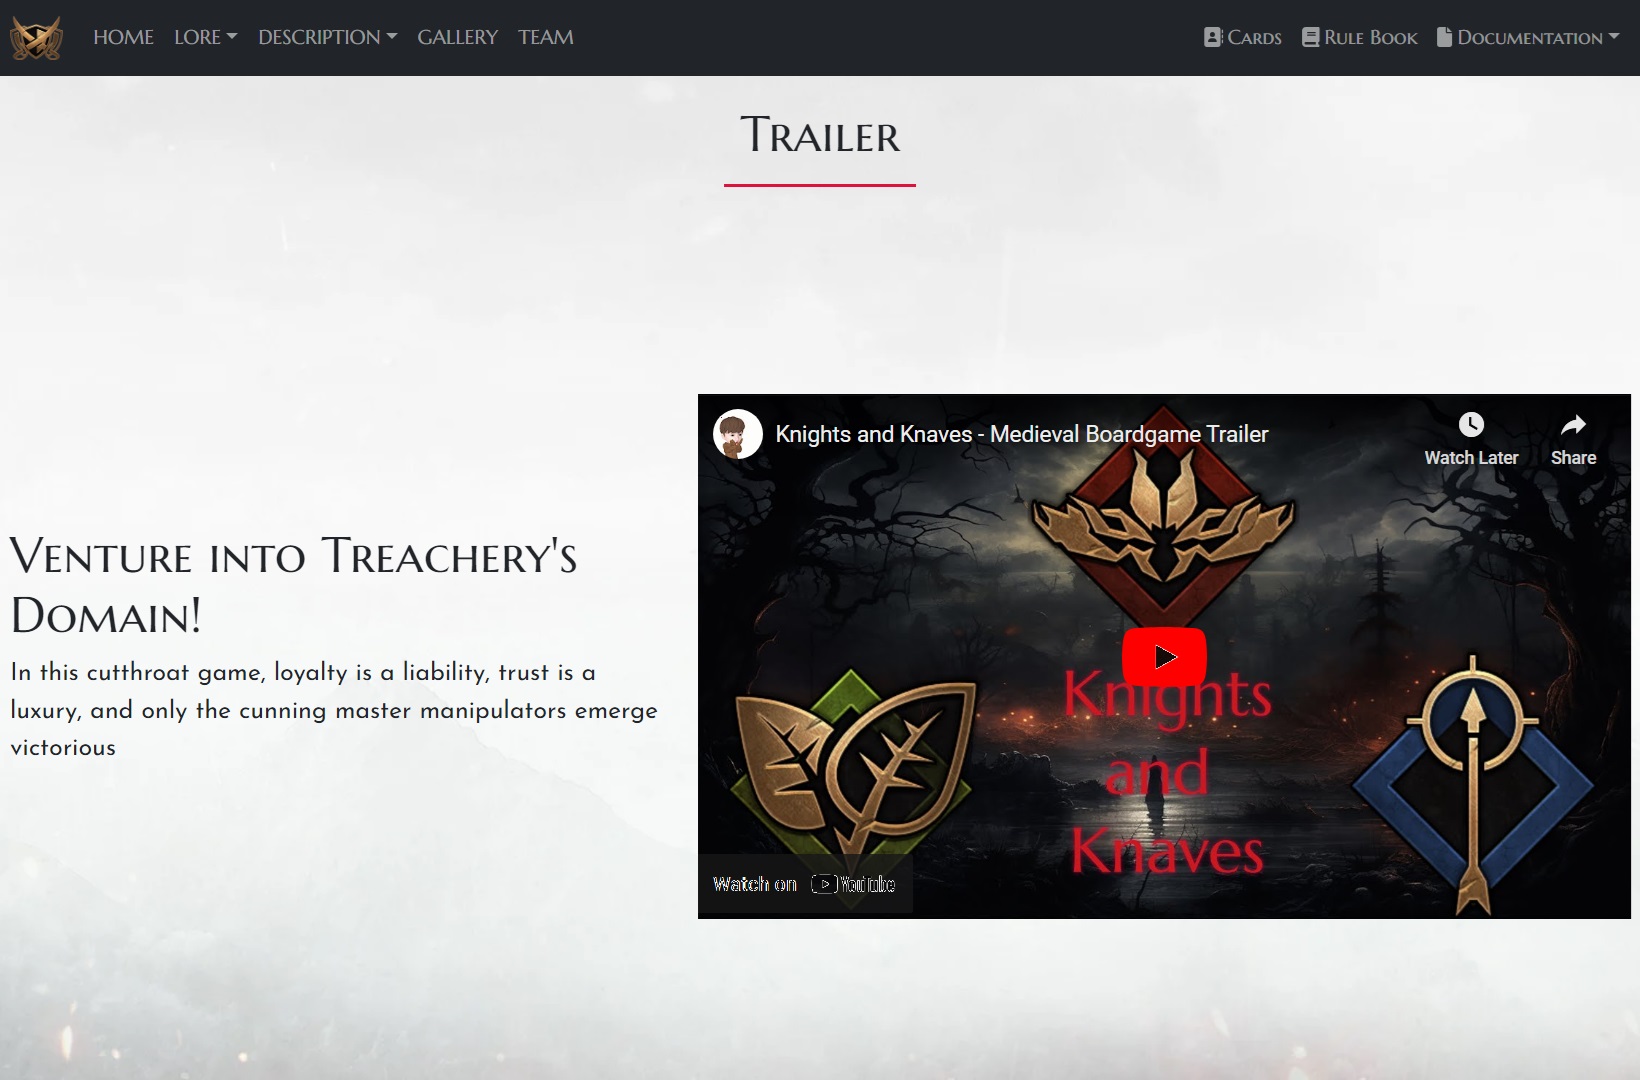 HOME LORE DESCRIPTION GALLERY TEAM Cards Rule Book Documentation
Trailer
Venture into Treachery's
Domain!
In this cutthroat game, loyalty is a liability, trust is a
luxury, and only the cunning master manipulators emerge
victorious
Knights and Knaves - Medieval Boardgame Trailer
Watch Later Share
Knights
and
Knaves
Watch on YouTube